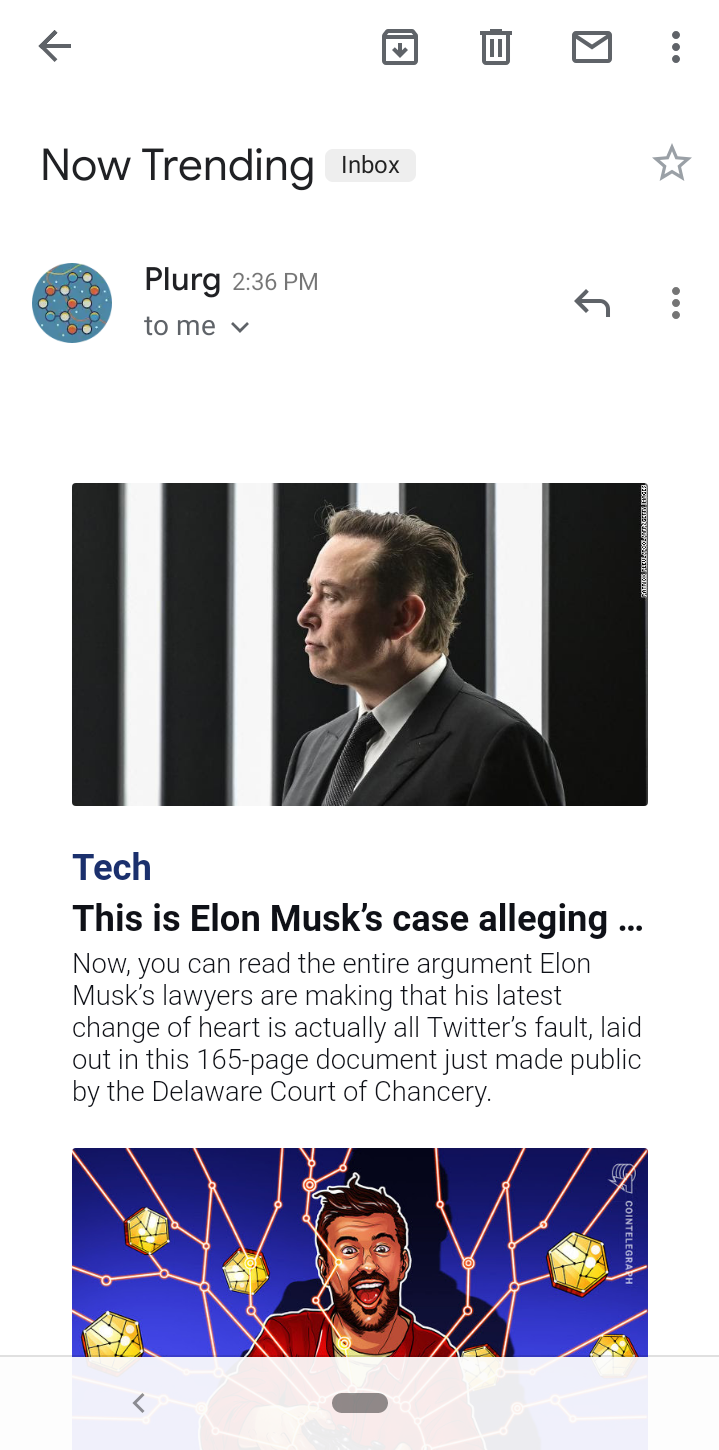 Now Trending Inbox
Plurg 2:36 PM
to me
Tech
This is Elon Musk’s case alleging ...
Now, you can read the entire argument Elon
Musk’s lawyers are making that his latest
change of heart is actually all Twitter’s fault, laid
out in this 165-page document just made public
by the Delaware Court of Chancery.
COINTELEGRAPH